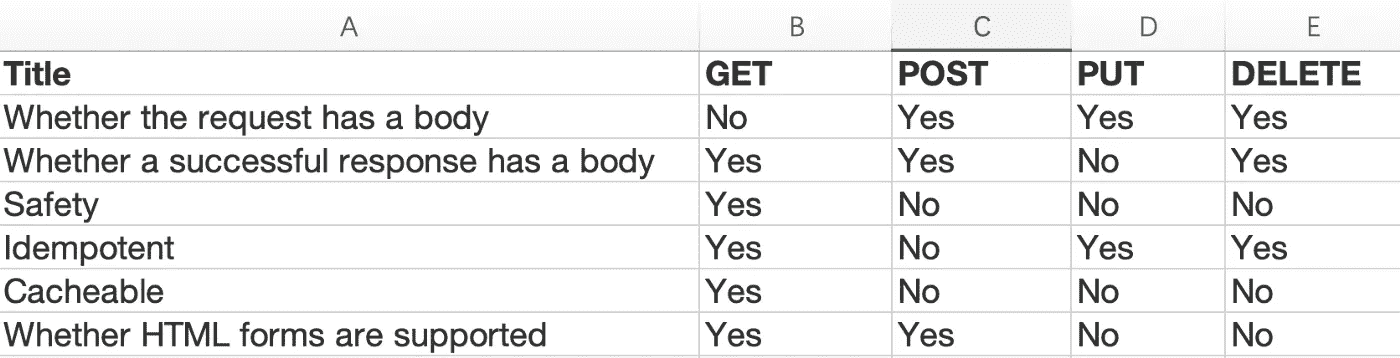 A B C D E
Title GET POST PUT DELETE
Whether the request has a body No Yes Yes Yes
Whether a successful response has a body Yes Yes No Yes
Safety Yes No No No
Idempotent Yes No Yes Yes
Cacheable Yes No No No
Whether HTML forms are supported Yes Yes No No